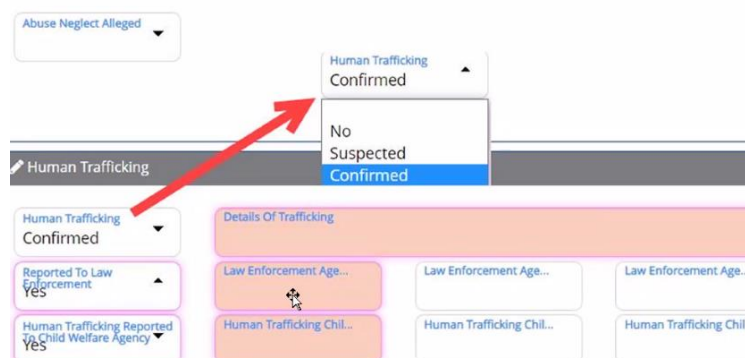 Abuse Neglect Alleged
Human Trafficking
Confirmed
No
Suspected
Confirmed
Human Trafficking
Human Trafficking
Confirmed
Details Of Trafficking
Reported To Law
Enforcement
Yes
Law Enforcement Age...
Law Enforcement Age...
Law Enforcement Age..
Human Trafficking Reported
To Child Welfare Agency
Yes
Human Trafficking Chil...
Human Trafficking Chil...
Human Trafficking Chil